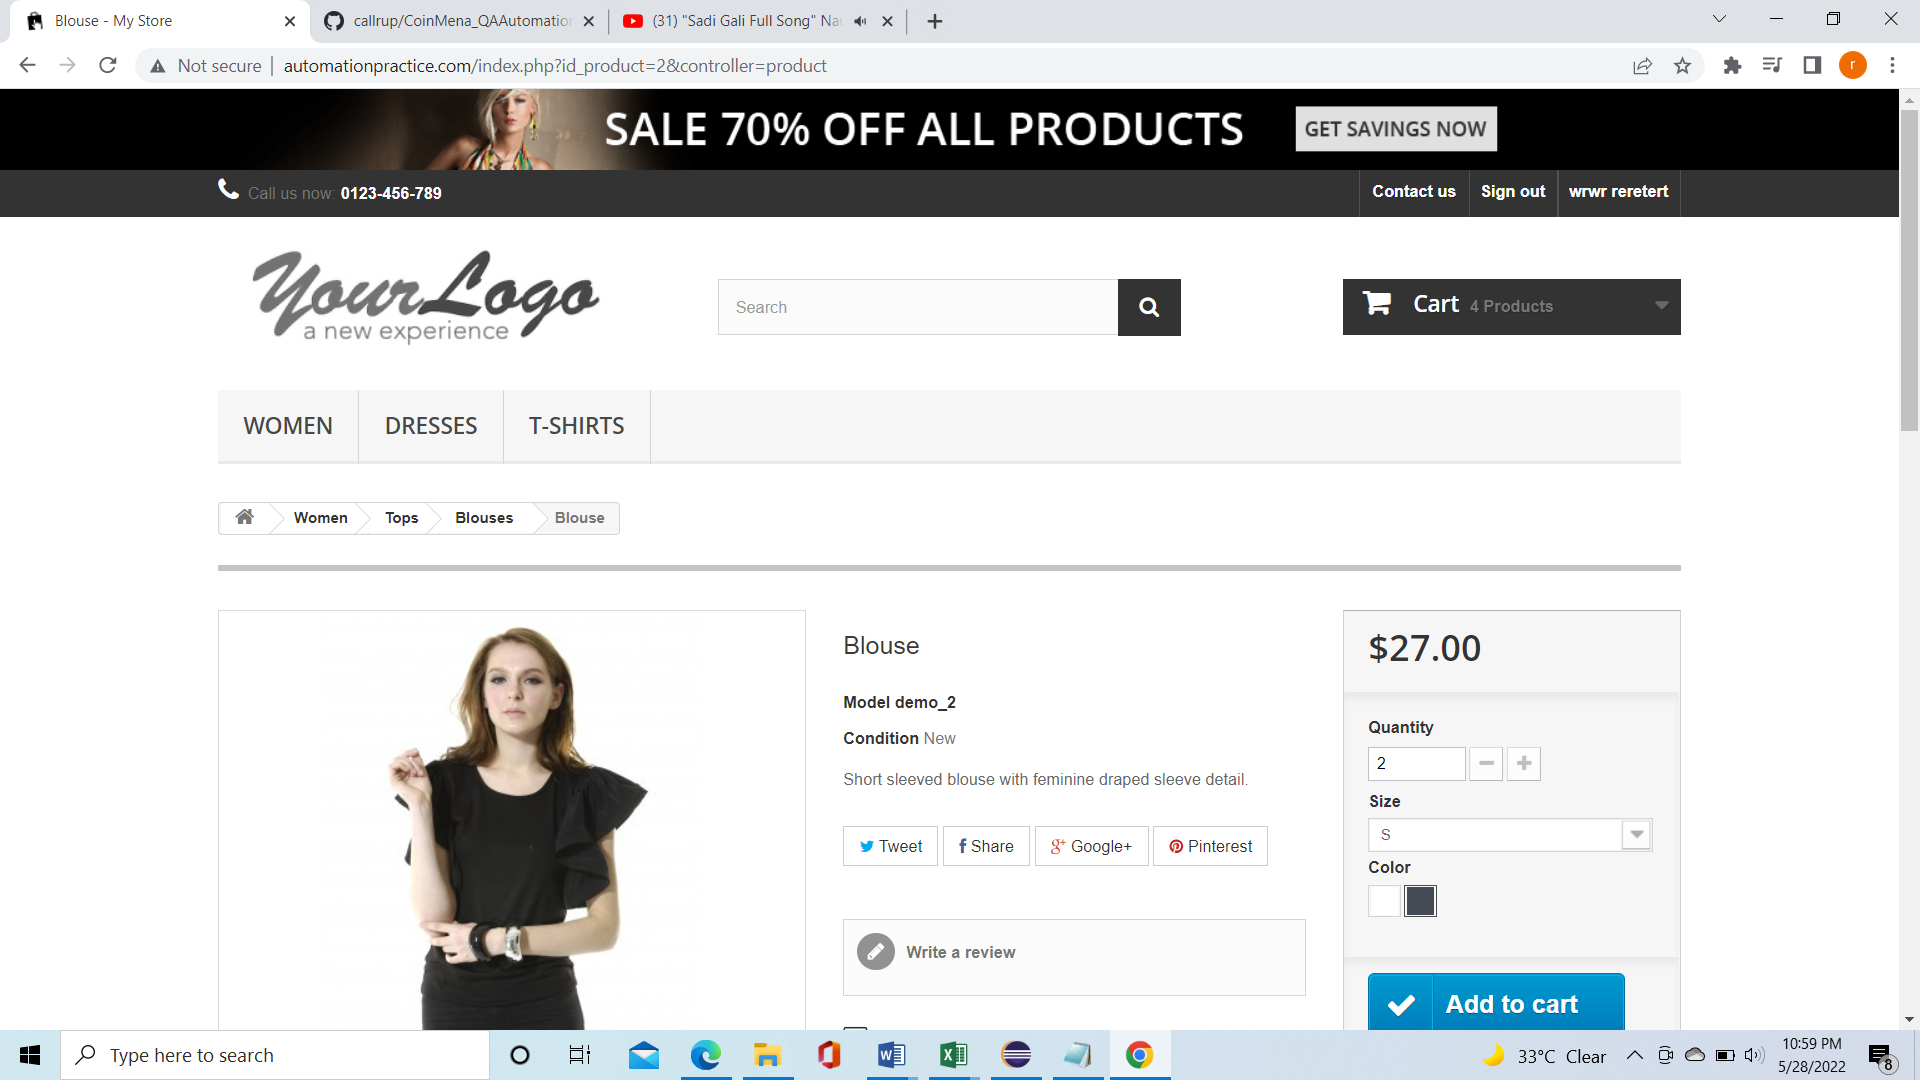 Blouse - My Store
callrup/CoinMena_QAAutomation
(31) "Sadi Gali Full Song" Na
Not secure
automationpractice.com/index.php?id_product=2&controller=product
r
SALE 70% OFF ALL PRODUCTS
GET SAVINGS NOW
Call us now: 0123-456-789
Contact us
Sign out
wrwr reretert
YourLogo
a new experience
Search
Cart 4 Products
WOMEN
DRESSES
T-SHIRTS
Women
Tops
Blouses
Blouse
Blouse
Model demo_2
Condition New
Short sleeved blouse with feminine draped sleeve detail.
Tweet
Share
Google+
Pinterest
Write a review
$27.00
Quantity
2
Size
S
Color
Add to cart
Type here to search
33°C Clear
10:59 PM
5/28/2022
8